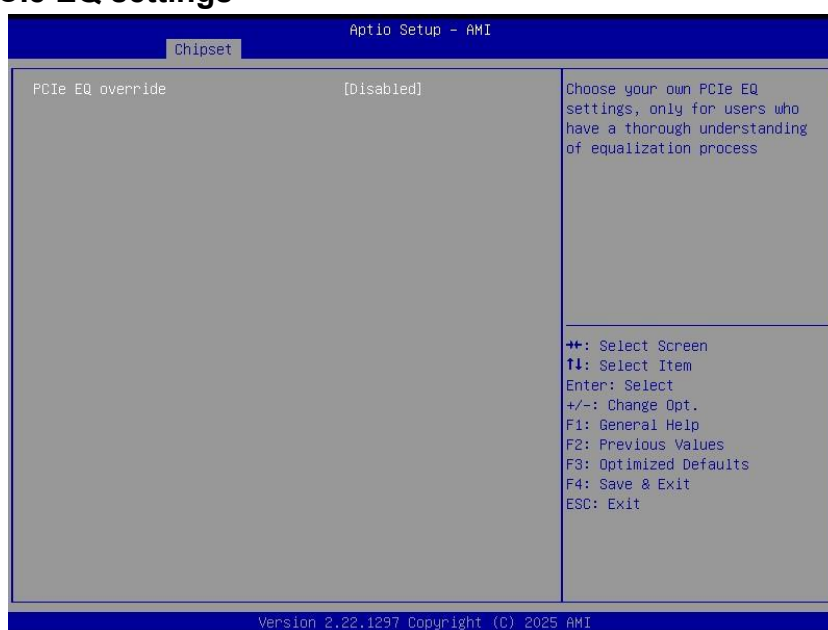 EQ settings
Aptio Setup - AMI
Chipset
PCIe EQ override [Disabled]
Choose your own PCIe EQ
settings, only for users who
have a thorough understanding
of equalization process
→←: Select Screen
↑↓: Select Item
Enter: Select
+/-: Change Opt.
F1: General Help
F2: Previous Values
F3: Optimized Defaults
F4: Save & Exit
ESC: Exit
Version 2.22.1297 Copyright (C) 2025 AMI